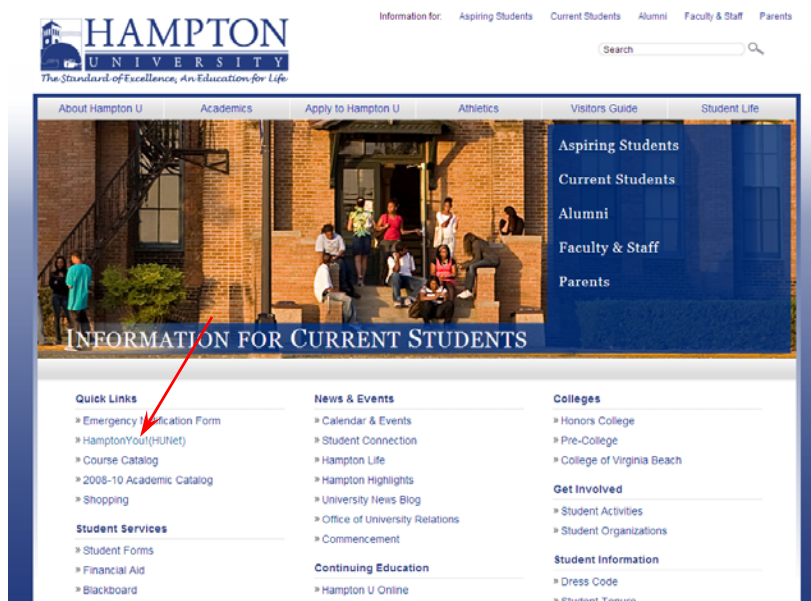 Information for: Aspiring Students Current Students Alumni Faculty & Staff Parents
HAMPTON
UNIVERSITY
The Standard of Excellence, An Education for Life
Search
About Hampton U Academics Apply to Hampton U Athletics Visitors Guide Student Life
Aspiring Students
Current Students
Alumni
Faculty & Staff
Parents
INFORMATION FOR CURRENT STUDENTS
Quick Links
» Emergency Notification Form
» HamptonYou!(HUNet)
» Course Catalog
» 2008-10 Academic Catalog
» Shopping
Student Services
» Student Forms
» Financial Aid
» Blackboard
News & Events
» Calendar & Events
» Student Connection
» Hampton Life
» Hampton Highlights
» University News Blog
» Office of University Relations
» Commencement
Continuing Education
» Hampton U Online
Colleges
» Honors College
» Pre-College
» College of Virginia Beach
Get Involved
» Student Activities
» Student Organizations
Student Information
» Dress Code
» Student Tenure